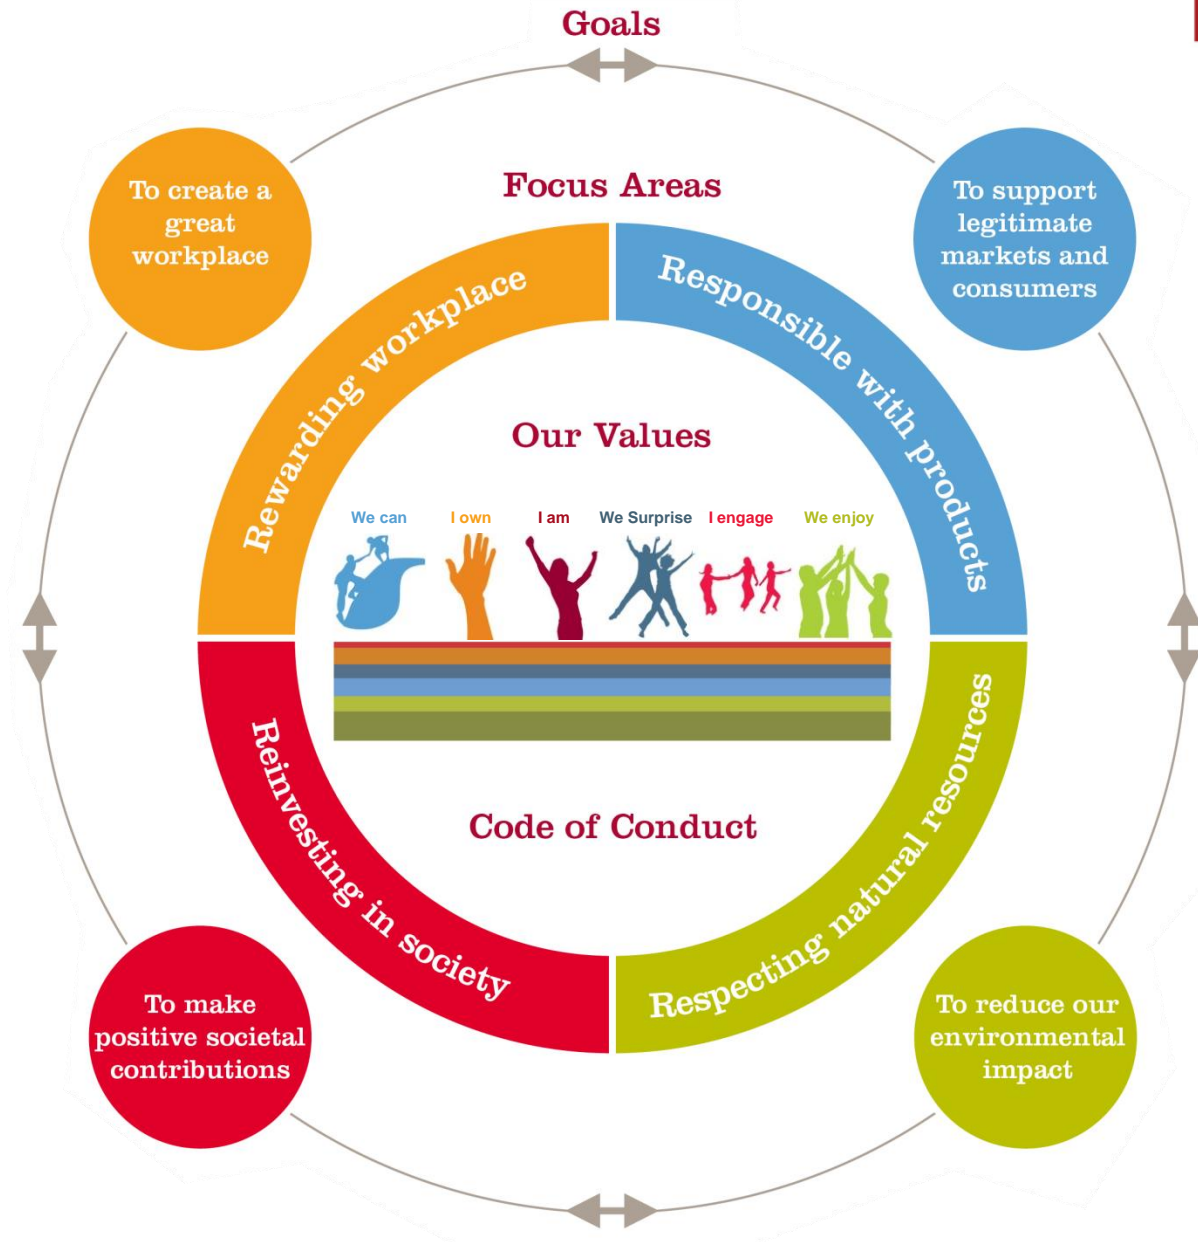 Goals
To create a
great
workplace
To support
legitimate
markets and
consumers
Focus Areas
Rewarding workplace
Responsible with products
Our Values
We can I own I am We Surprise I engage We enjoy
Code of Conduct
Reinvesting in society
Respecting natural resources
To make
positive societal
contributions
To reduce our
environmental
impact